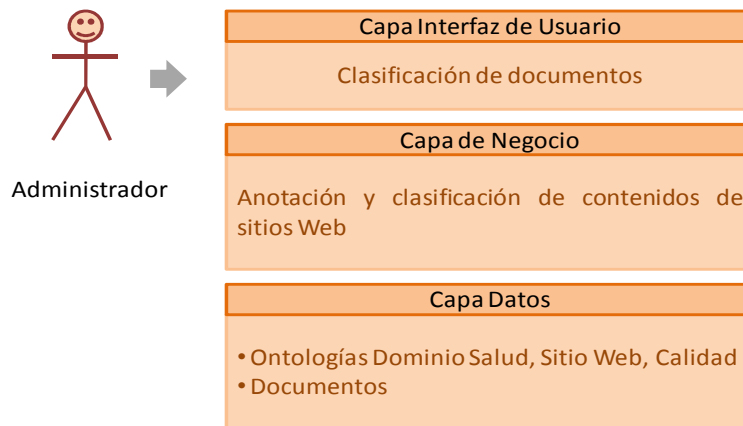 Capa Interfaz de Usuario
Clasificación de documentos
Administrador
Capa de Negocio
Anotación y clasificación de contenidos de
sitios Web
Capa Datos
• Ontologías Dominio Salud, Sitio Web, Calidad
• Documentos